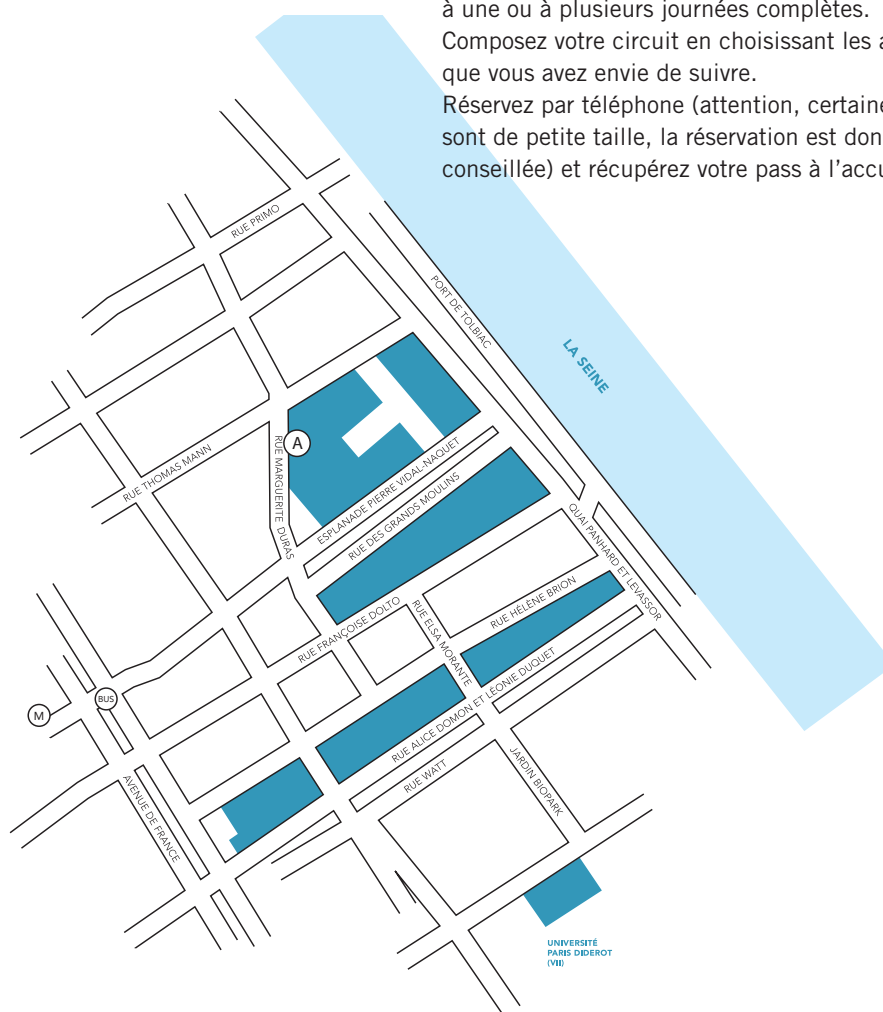 à une ou à plusieurs journées complètes.
Composez votre circuit en choisissant les
que vous avez envie de suivre.
Réservez par téléphone (attention,
sont de petite taille, la réservation est
conseillée) et récupérez votre pass à
RUE PRIMO
PORT DE TOLBIAC
LA SEINE
A
RUE THOMAS MANN
RUE MARGUERITE DURAS
ESPLANADE PIERRE VIDAL-NAQUET
RUE DES GRANDS MOULINS
QUAI PANHARD ET LEVASSOR
RUE FRANÇOISE DOLTO
RUE ELSA MORANTE
RUE HÉLÈNE BRION
M
BUS
RUE ALICE DOMON ET LÉONIE DUQUET
RUE WATT
JARDIN BIOPARK
AVENUE DE FRANCE
UNIVERSITÉ
PARIS DIDEROT
(VII)